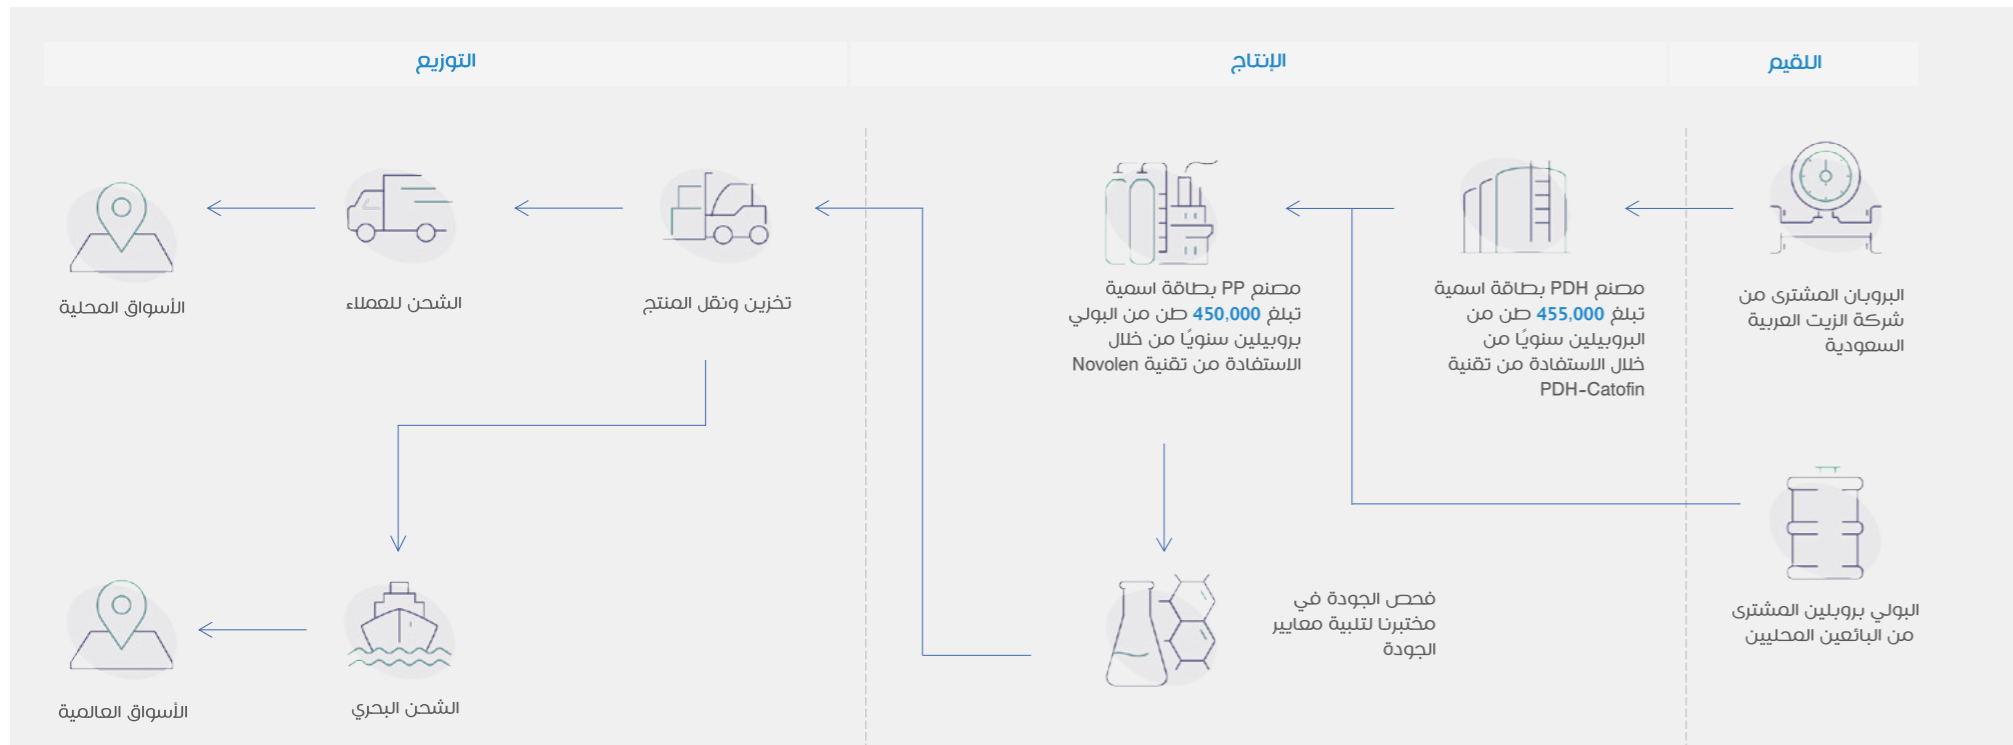 اللقيم
الإنتاج
التوزيع
البروبان المشترى من
شركة الزيت العربية
السعودية
مصنع PDH بطاقة اسمية
تبلغ 455,000 طن من
البروبيلين سنويًا من
خلال الاستفادة من تقنية
PDH-Catofin
مصنع PP بطاقة اسمية
تبلغ 450,000 طن من البولي
بروبيلين سنويًا من خلال
الاستفادة من تقنية Novolen
تخزين ونقل المنتج
الشحن للعملاء
الأسواق المحلية
البولي بروبلين المشترى
من البائعين المحليين
فحص الجودة في
مختبرنا لتلبية معايير
الجودة
الشحن البحري
الأسواق العالمية